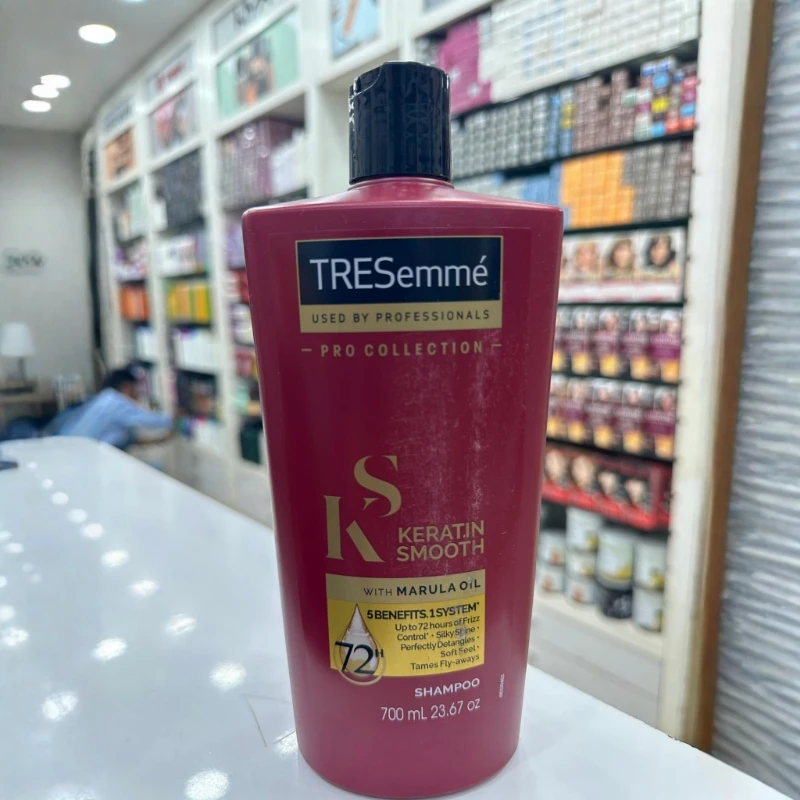 TRESemmé
USED BY PROFESSIONALS
– PRO COLLECTION –
KS
KERATIN
SMOOTH
WITH MARULA OIL
5 BENEFITS. 1 SYSTEM*
Up to 72 hours of Frizz
Control* • Silky Shine •
Perfectly Detangles •
Soft Feel •
Tames Fly-aways
72H
SHAMPOO
700 mL 23.67 oz